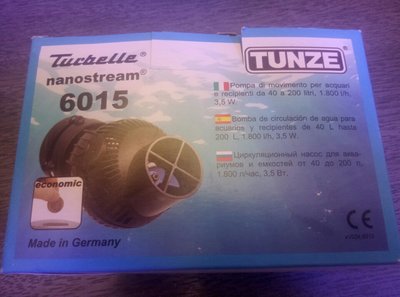 Turbelle®
nanostream®
6015
TUNZE®
Pompa di movimento per acquari
e recipienti da 40 a 200 litri, 1.800 l/h,
3,5 W.
Bomba de circulación de agua para
acuarios y recipientes de 40 L hasta
200 L, 1.800 l/h, 3,5 W.
Циркуляционный насос для аква-
риумов и емкостей от 40 до 200 л,
1.800 л/час, 3,5 Вт.
economic
Made in Germany
CE